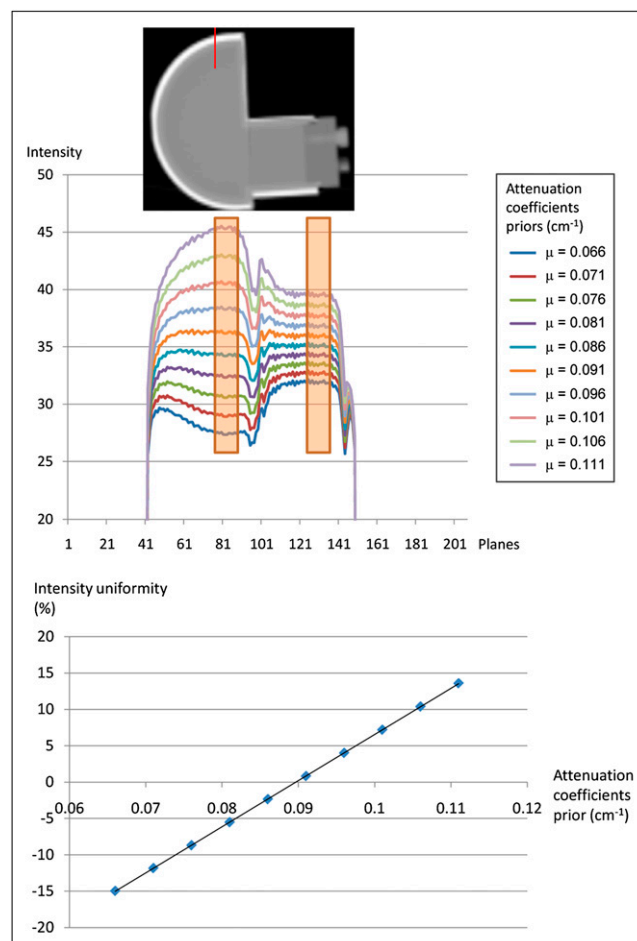 Intensity
50
45
40
35
30
25
20
1 21 41 61 81 101 121 141 161 181 201 Planes
Attenuation
coefficients
priors (cm-1)
μ = 0.066
μ = 0.071
μ = 0.076
μ = 0.081
μ = 0.086
μ = 0.091
μ = 0.096
μ = 0.101
μ = 0.106
μ = 0.111
Intensity uniformity
(%)
20
15
10
5
0
-5
-10
-15
-20
0.06 0.07 0.08 0.09 0.1 0.11 0.12
Attenuation
coefficients
prior (cm-1)